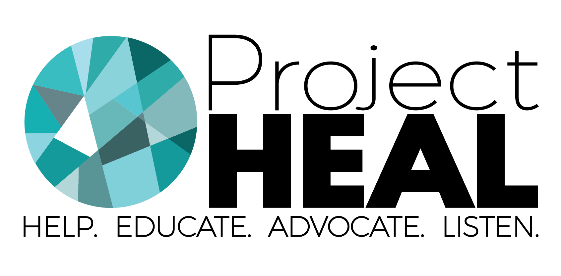 Project
HEAL
HELP. EDUCATE. ADVOCATE. LISTEN.